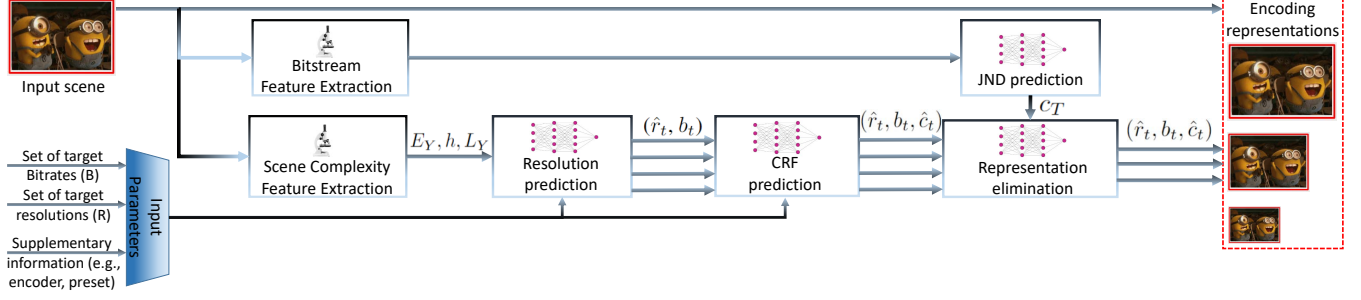 Input scene
Bitstream
Feature Extraction
JND prediction
Encoding
representations
c_T
Scene Complexity
Feature Extraction
E_Y, h, L_Y
Resolution
prediction
(r̂_t, b_t)
CRF
prediction
(r̂_t, b_t, ĉ_t)
Representation
elimination
(r̂_t, b_t, ĉ_t)
Set of target
Bitrates (B)
Set of target
resolutions (R)
Supplementary
information (e.g.,
encoder, preset)
Input
Parameters